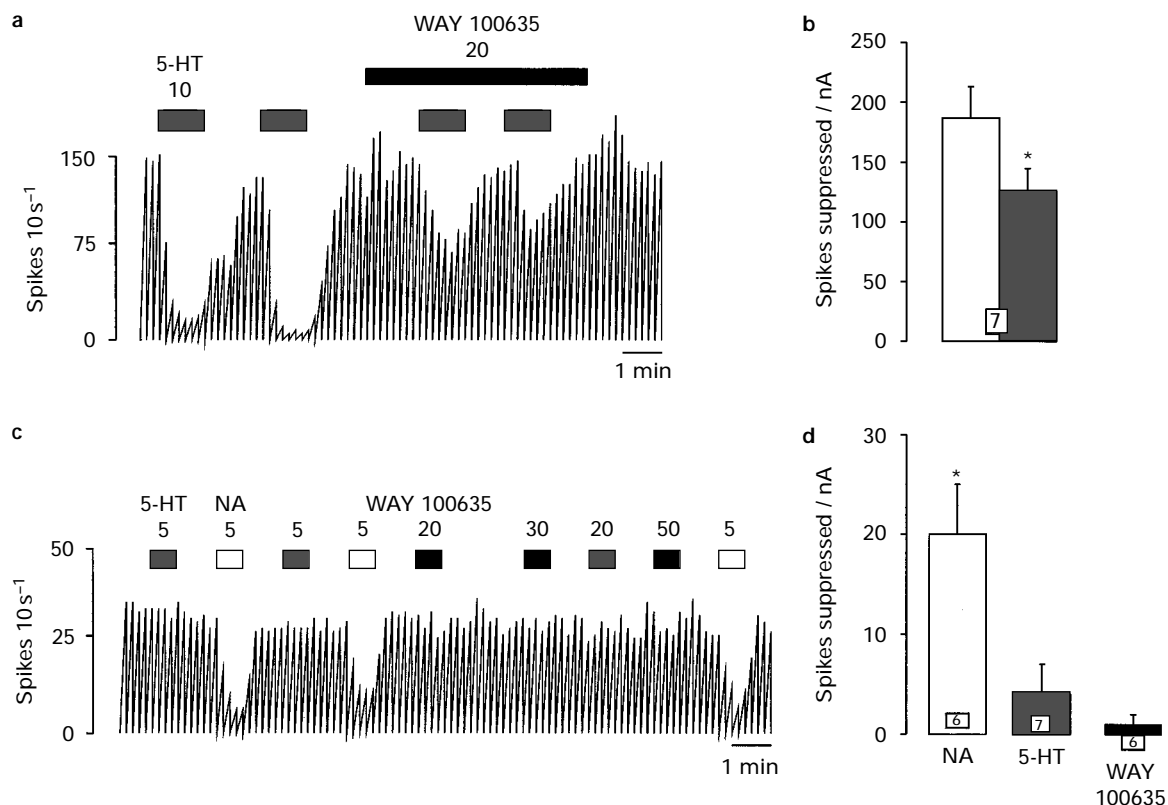 a
WAY 100635
20
5-HT
10
150
75
0
Spikes 10 s⁻¹
1 min
b
250
200
150
100
50
0
Spikes suppressed / nA
*
7
c
5-HT NA WAY 100635
5 5 5 5 20 30 20 50 5
50
25
0
Spikes 10 s⁻¹
1 min
d
30
20
10
0
Spikes suppressed / nA
*
6
7
6
NA 5-HT WAY
100635